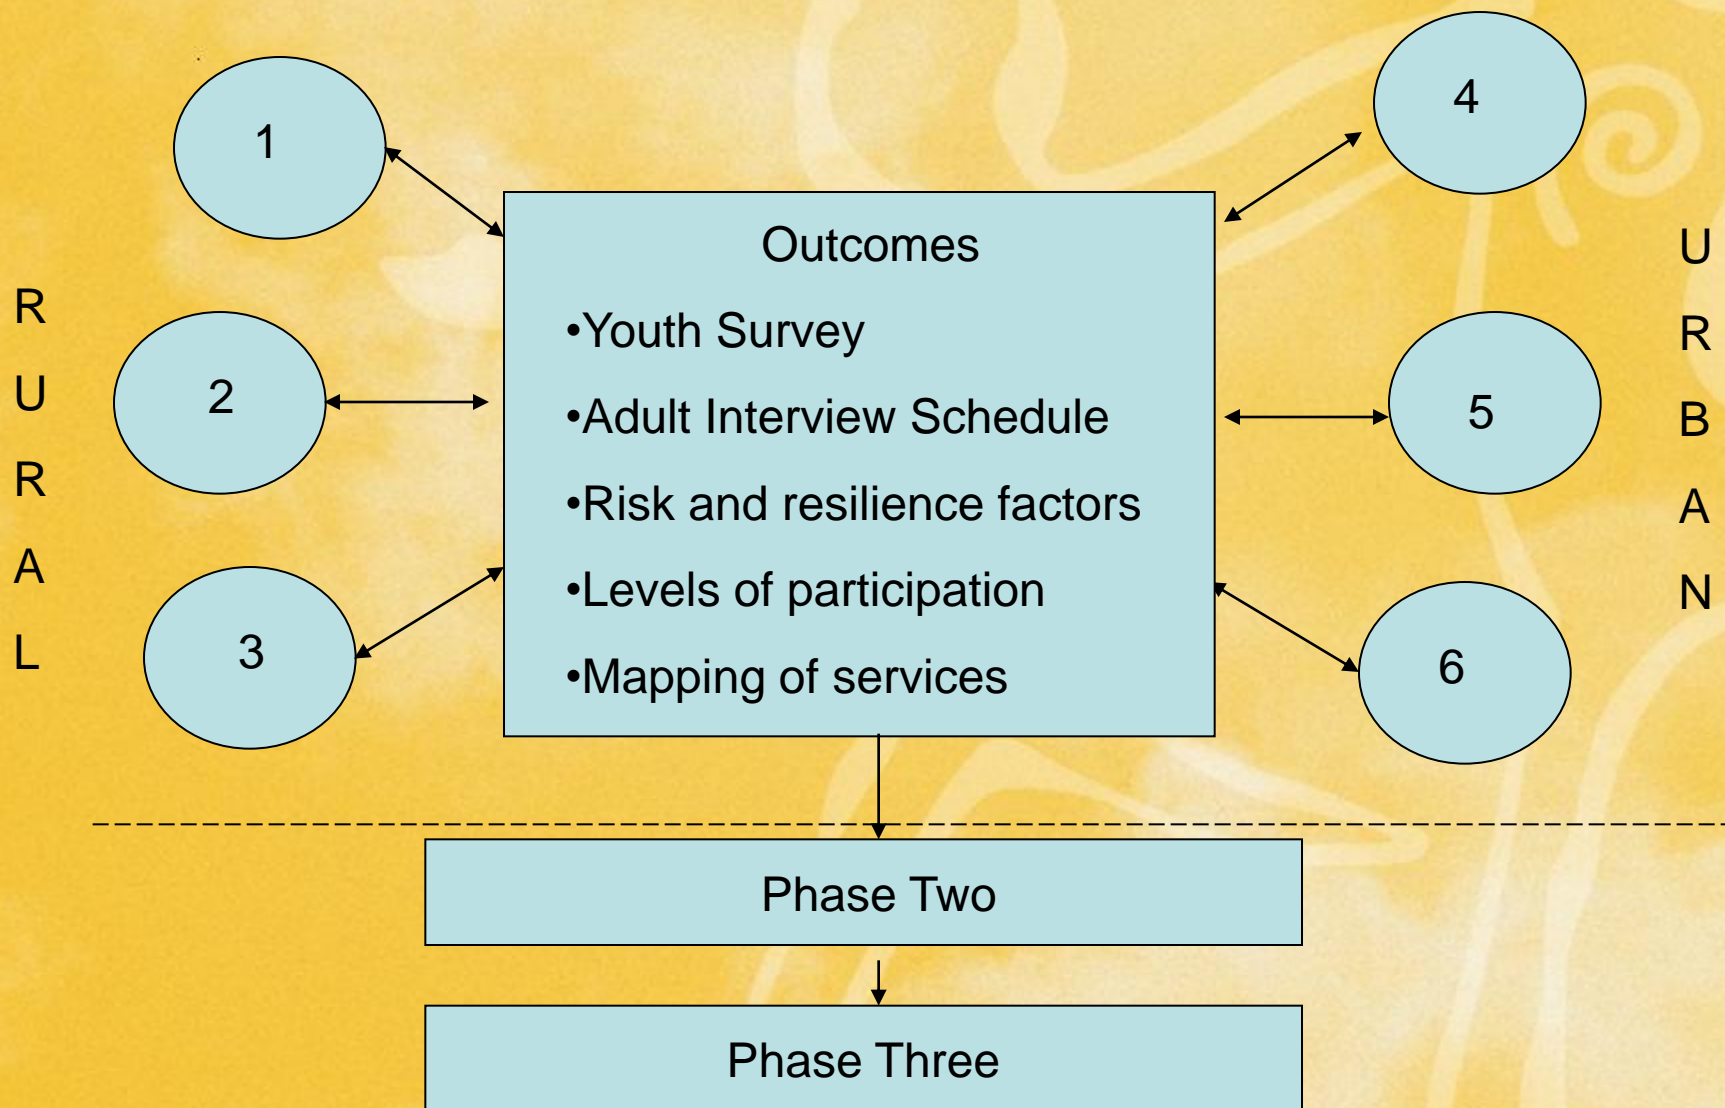 1
4
Outcomes
•Youth Survey
•Adult Interview Schedule
•Risk and resilience factors
•Levels of participation
•Mapping of services
2
5
3
6
R
U
R
A
L
U
R
B
A
N
Phase Two
Phase Three